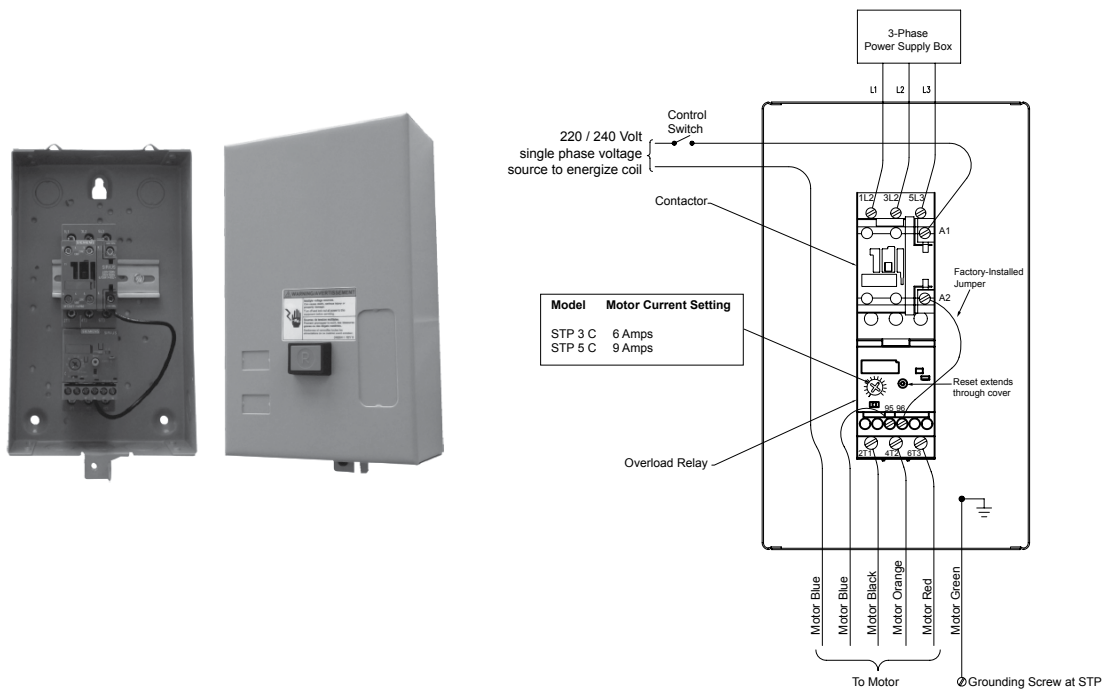 3-Phase
Power Supply Box
L1 L2 L3
Control
Switch
220 / 240 Volt
single phase voltage
source to energize coil
Contactor
1L2 3L2 5L3
A1
Factory-Installed
Jumper
A2
Model Motor Current Setting
STP 3 C 6 Amps
STP 5 C 9 Amps
Reset extends
through cover
95 96
Overload Relay
2T1 4T2 6T3
Motor Blue
Motor Blue
Motor Black
Motor Orange
Motor Red
Motor Green
To Motor
Grounding Screw at STP
SIEMENS
R